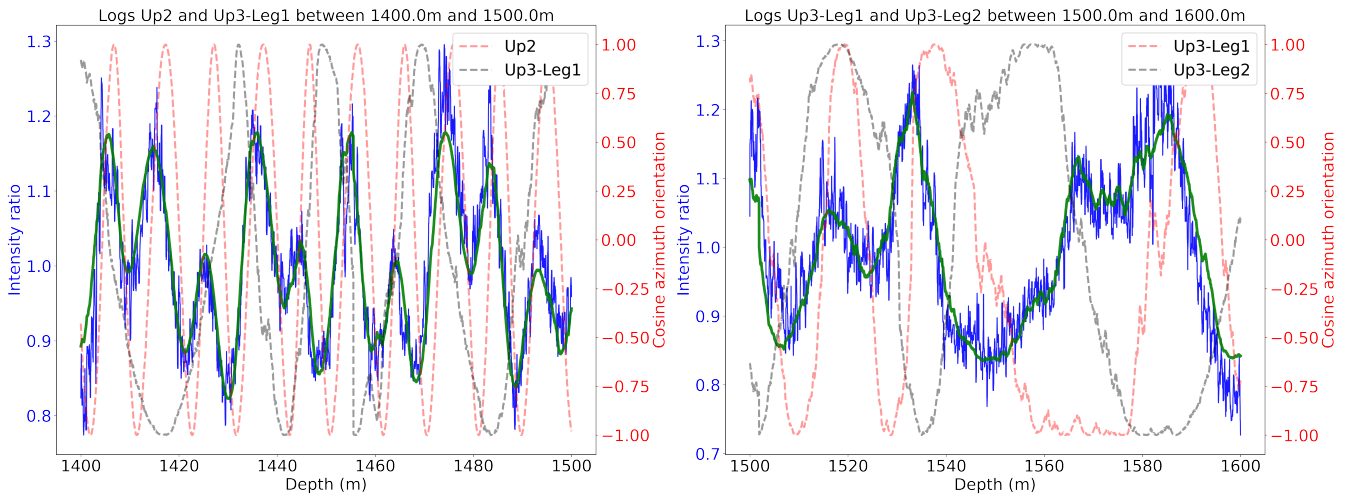 Logs Up2 and Up3-Leg1 between 1400.0m and 1500.0m
1.3
1.2
1.1
1.0
0.9
0.8
Intensity ratio
Up2
Up3-Leg1
1.00
0.75
0.50
0.25
0.00
−0.25
−0.50
−0.75
−1.00
Cosine azimuth orientation
1400 1420 1440 1460 1480 1500
Depth (m)
Logs Up3-Leg1 and Up3-Leg2 between 1500.0m and 1600.0m
1.3
1.2
1.1
1.0
0.9
0.8
0.7
Intensity ratio
Up3-Leg1
Up3-Leg2
1.00
0.75
0.50
0.25
0.00
−0.25
−0.50
−0.75
−1.00
Cosine azimuth orientation
1500 1520 1540 1560 1580 1600
Depth (m)